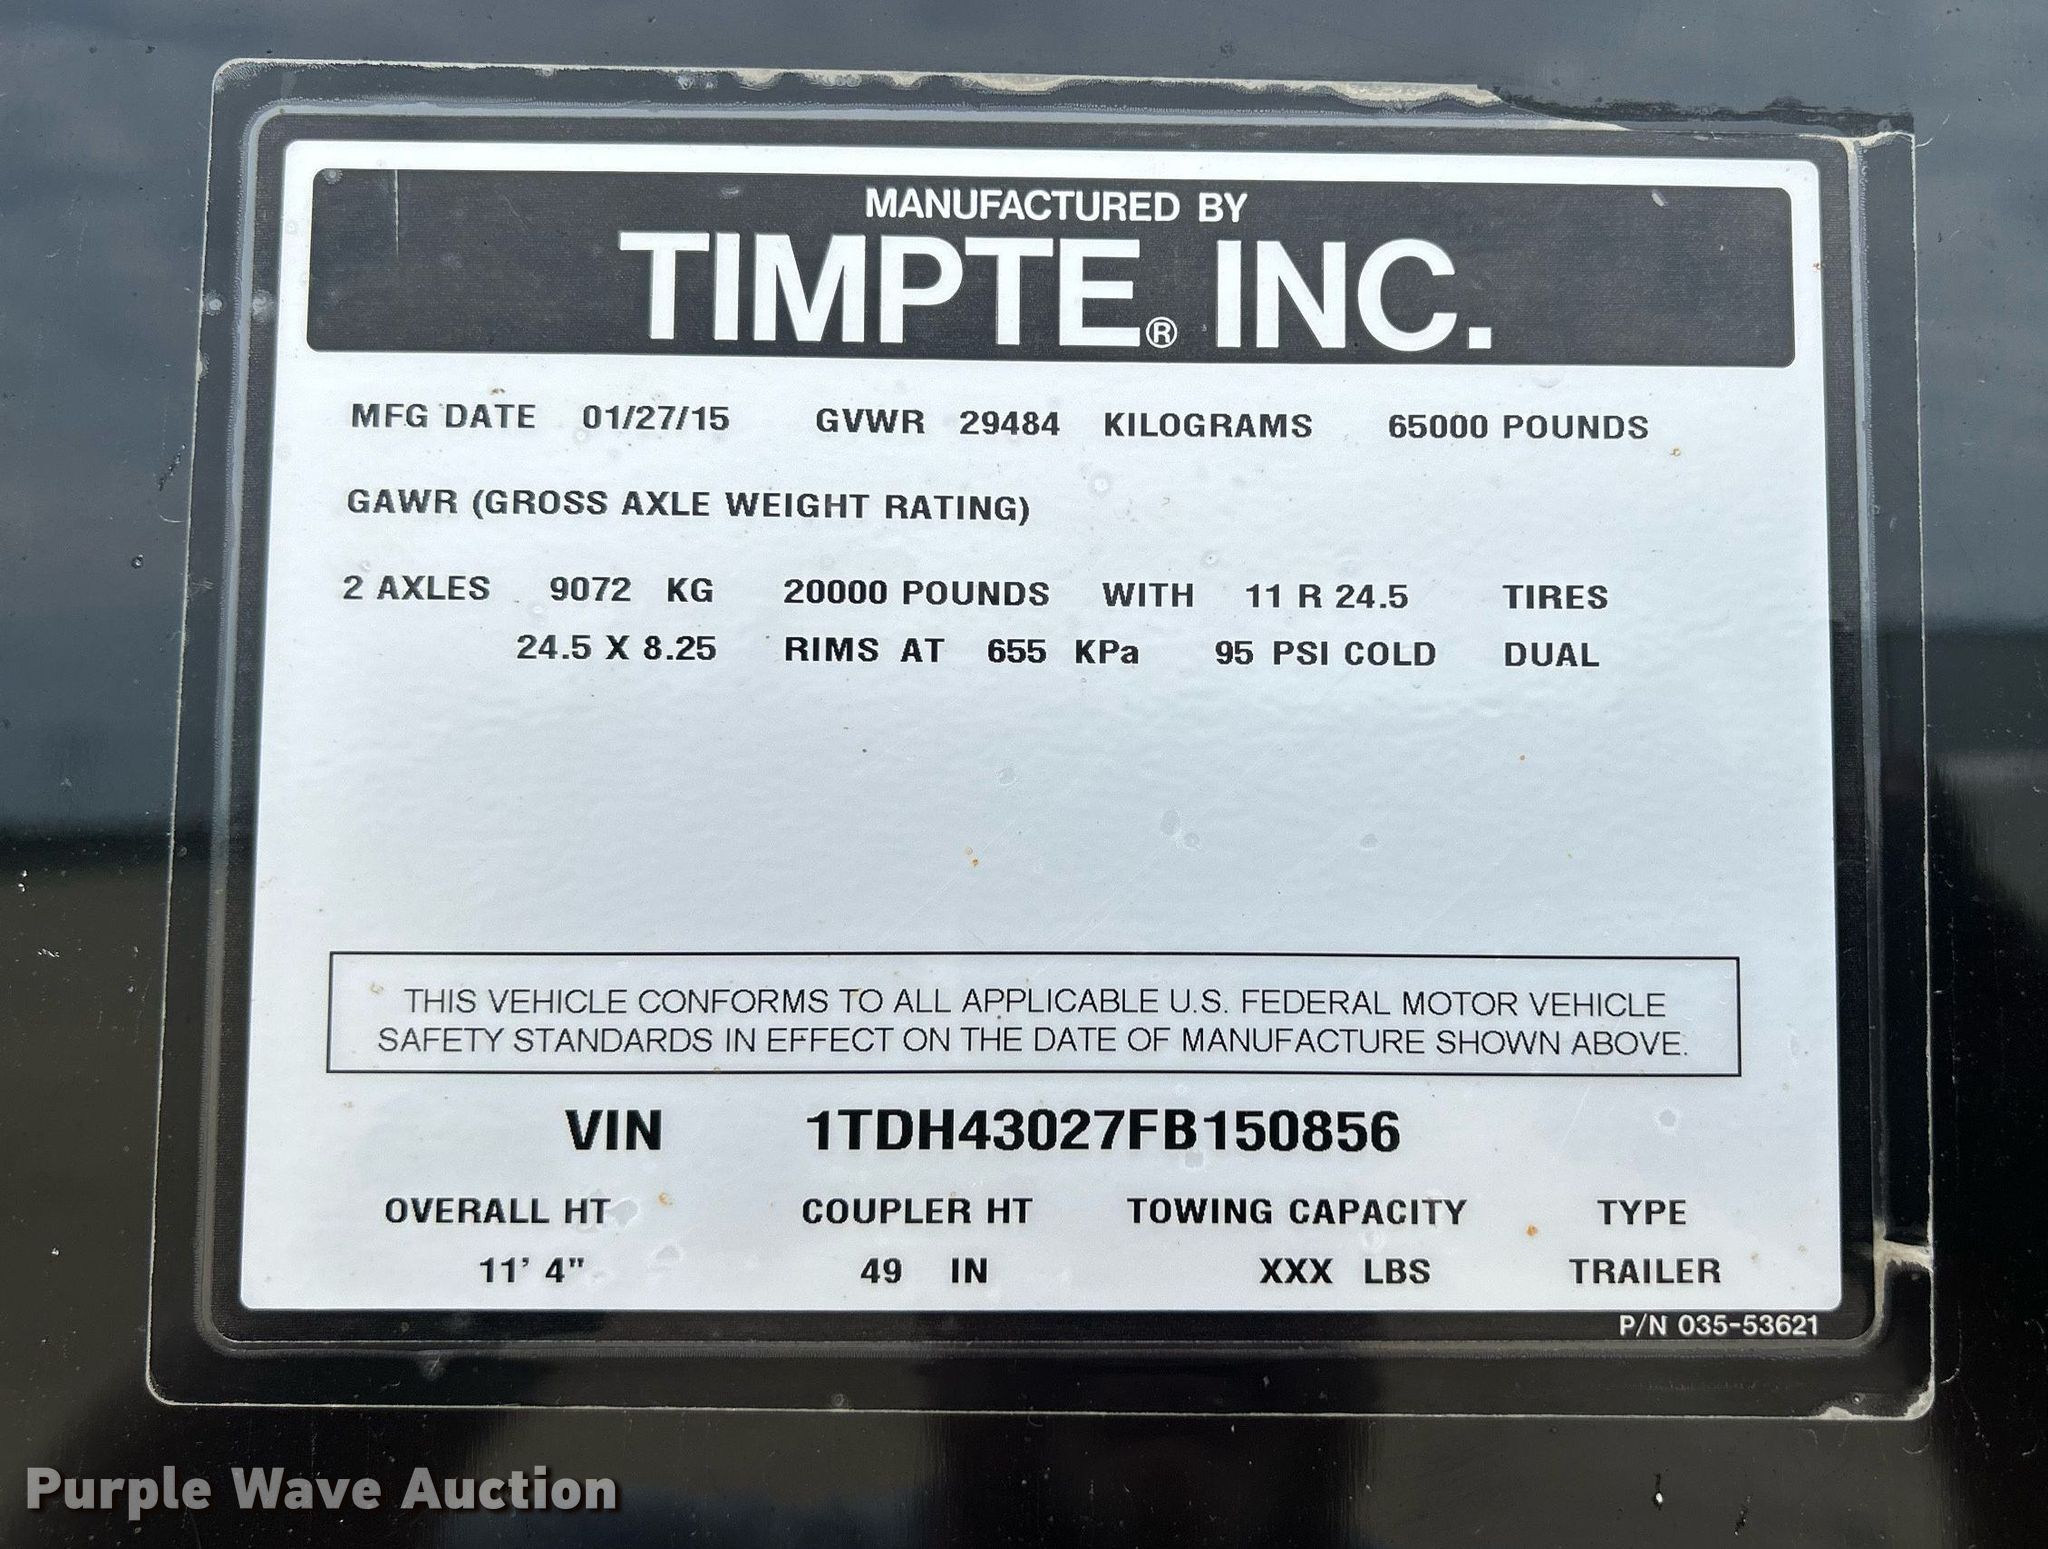 MANUFACTURED BY
TIMPTE® INC.
MFG DATE 01/27/15 GVWR 29484 KILOGRAMS 65000 POUNDS
GAWR (GROSS AXLE WEIGHT RATING)
2 AXLES 9072 KG 20000 POUNDS WITH 11 R 24.5 TIRES
24.5 X 8.25 RIMS AT 655 KPa 95 PSI COLD DUAL
THIS VEHICLE CONFORMS TO ALL APPLICABLE U.S. FEDERAL MOTOR VEHICLE
SAFETY STANDARDS IN EFFECT ON THE DATE OF MANUFACTURE SHOWN ABOVE.
VIN 1TDH43027FB150856
OVERALL HT COUPLER HT TOWING CAPACITY TYPE
11' 4" 49 IN XXX LBS TRAILER
P/N 035-53621
Purple Wave Auction